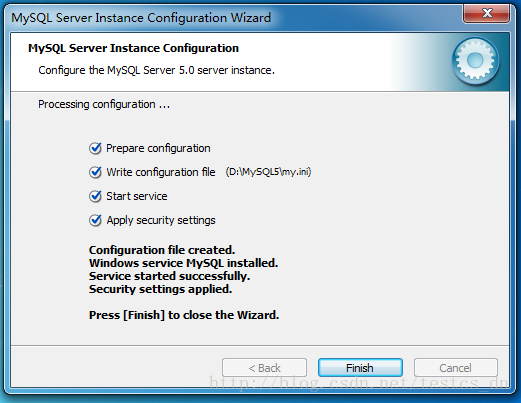 MySQL Server Instance Configuration Wizard
MySQL Server Instance Configuration
Configure the MySQL Server 5.0 server instance.
Processing configuration ...
Prepare configuration
Write configuration file (D:\MySQL5\my.ini)
Start service
Apply security settings
Configuration file created.
Windows service MySQL installed.
Service started successfully.
Security settings applied.
Press [Finish] to close the Wizard.
< Back Finish Cancel
http://blog.csdn.net/testcs_dn